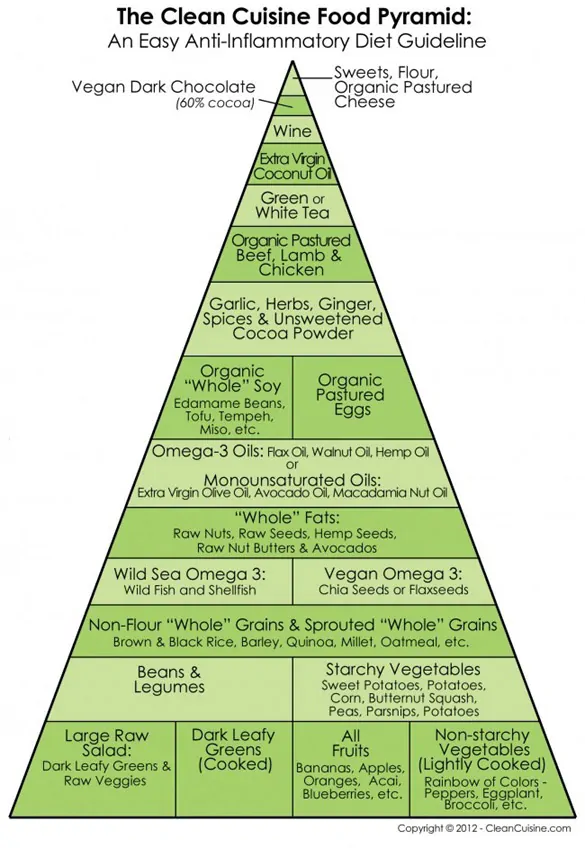 The Clean Cuisine Food Pyramid:
An Easy Anti-Inflammatory Diet Guideline
Sweets, Flour,
Organic Pastured
Cheese
Vegan Dark Chocolate
(60% cocoa)
Wine
Extra Virgin
Coconut Oil
Green or
White Tea
Organic Pastured
Beef, Lamb &
Chicken
Garlic, Herbs, Ginger,
Spices & Unsweetened
Cocoa Powder
Organic
“Whole” Soy
Edamame Beans,
Tofu, Tempeh,
Miso, etc.
Organic
Pastured
Eggs
Omega-3 Oils: Flax Oil, Walnut Oil, Hemp Oil
or
Monounsaturated Oils:
Extra Virgin Olive Oil, Avocado Oil, Macadamia Nut Oil
“Whole” Fats:
Raw Nuts, Raw Seeds, Hemp Seeds,
Raw Nut Butters & Avocados
Wild Sea Omega 3:
Wild Fish and Shellfish
Vegan Omega 3:
Chia Seeds or Flaxseeds
Non-Flour “Whole” Grains & Sprouted “Whole” Grains
Brown & Black Rice, Barley, Quinoa, Millet, Oatmeal, etc.
Beans &
Legumes
Starchy Vegetables
Sweet Potatoes, Potatoes,
Corn, Butternut Squash,
Peas, Parsnips, Potatoes
Large Raw
Salad:
Dark Leafy Greens &
Raw Veggies
Dark Leafy
Greens
(Cooked)
All
Fruits
Bananas, Apples,
Oranges, Acai,
Blueberries, etc.
Non-starchy
Vegetables
(Lightly Cooked)
Rainbow of Colors -
Peppers, Eggplant,
Broccoli, etc.
Copyright © 2012 - CleanCuisine.com